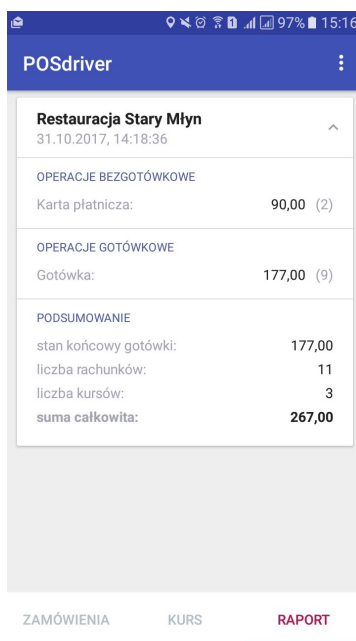 97% 15:16
POSdriver
Restauracja Stary Młyn
31.10.2017, 14:18:36
OPERACJE BEZGOTÓWKOWE
Karta płatnicza: 90,00 (2)
OPERACJE GOTÓWKOWE
Gotówka: 177,00 (9)
PODSUMOWANIE
stan końcowy gotówki: 177,00
liczba rachunków: 11
liczba kursów: 3
suma całkowita: 267,00
ZAMÓWIENIA KURS RAPORT